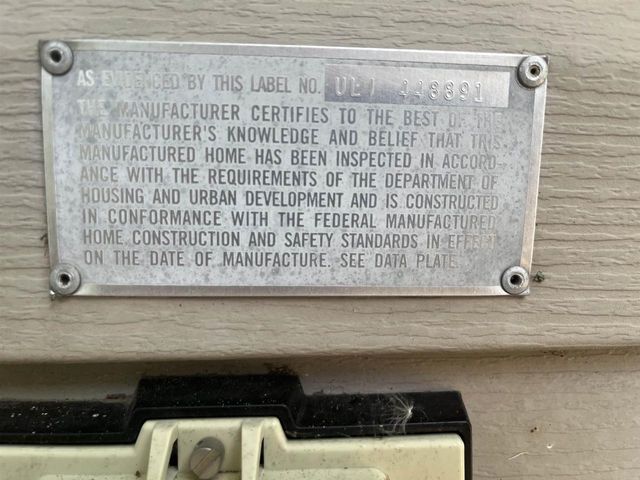 AS EVIDENCED BY THIS LABEL NO. ULI 448891
THE MANUFACTURER CERTIFIES TO THE BEST OF THE
MANUFACTURER'S KNOWLEDGE AND BELIEF THAT THIS
MANUFACTURED HOME HAS BEEN INSPECTED IN ACCORD-
ANCE WITH THE REQUIREMENTS OF THE DEPARTMENT OF
HOUSING AND URBAN DEVELOPMENT AND IS CONSTRUCTED
IN CONFORMANCE WITH THE FEDERAL MANUFACTURED
HOME CONSTRUCTION AND SAFETY STANDARDS IN EFFECT
ON THE DATE OF MANUFACTURE. SEE DATA PLATE.